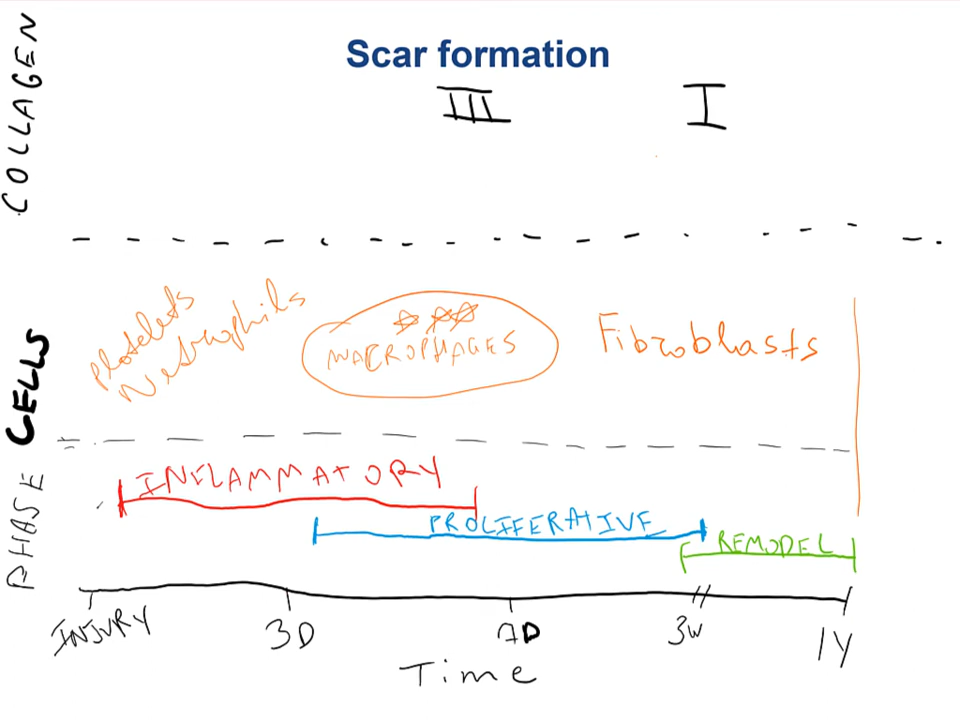 Scar formation
COLLAGEN
III
I
CELLS
Platelets
Neutrophils
MACROPHAGES
Fibroblasts
PHASE
INFLAMMATORY
PROLIFERATIVE
REMODEL
INJURY
3D
7D
3W
1Y
Time